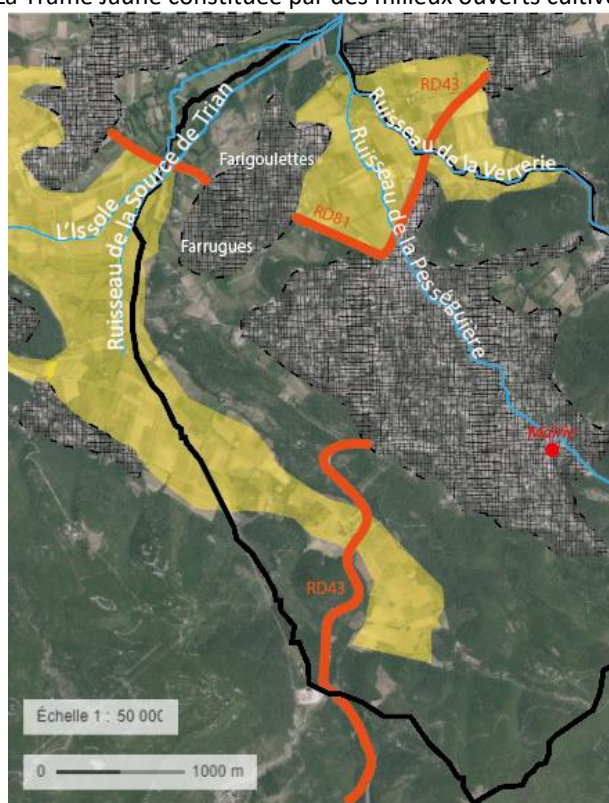 La Trame Jaune constituée par des milieux ouverts cultivé
RD43
Ruisseau de la Verrerie
Ruisseau de la Source de Trian
Farigoulettes
Ruisseau de la Pességuière
L'Issole
RD81
Farrugues
Mairie
RD43
Échelle 1 : 50 000
0 1000 m